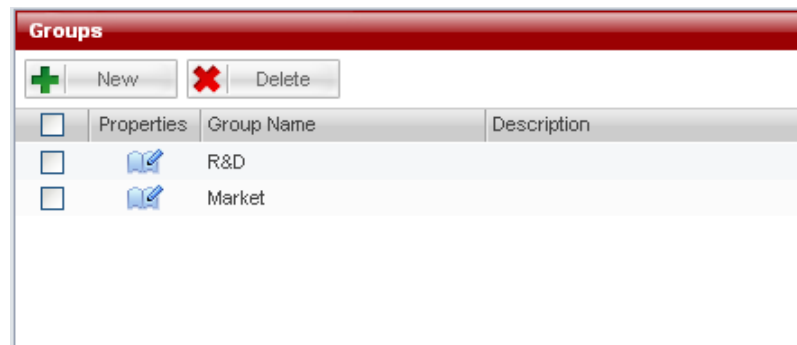 Groups
New Delete
Properties Group Name Description
R&D
Market